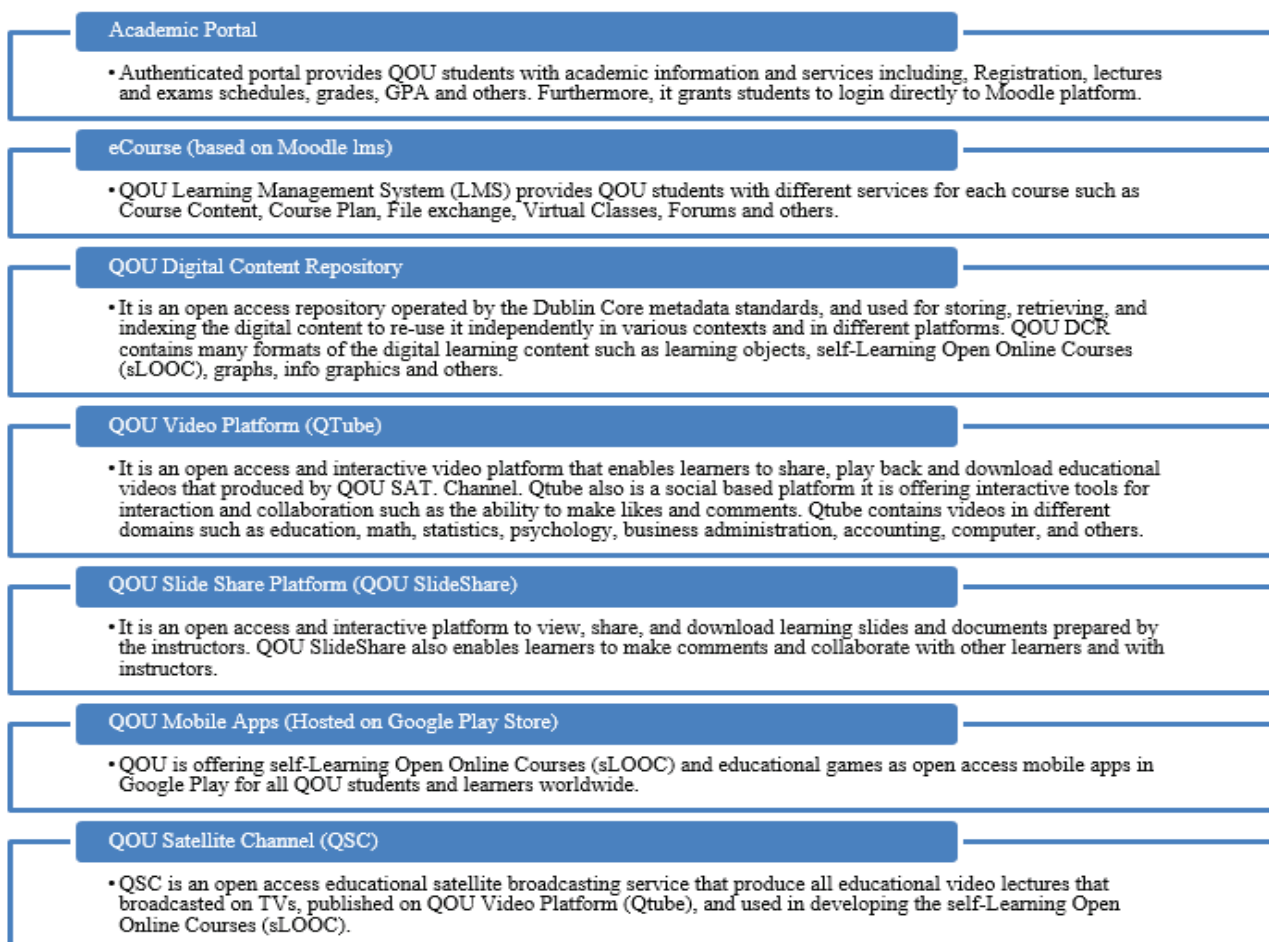 Academic Portal
• Authenticated portal provides QOU students with academic information and services including, Registration, lectures
and exams schedules, grades, GPA and others. Furthermore, it grants students to login directly to Moodle platform.
eCourse (based on Moodle lms)
• QOU Learning Management System (LMS) provides QOU students with different services for each course such as
Course Content, Course Plan, File exchange, Virtual Classes, Forums and others.
QOU Digital Content Repository
• It is an open access repository operated by the Dublin Core metadata standards, and used for storing, retrieving, and
indexing the digital content to re-use it independently in various contexts and in different platforms. QOU DCR
contains many formats of the digital learning content such as learning objects, self-Learning Open Online Courses
(sLOOC), graphs, info graphics and others.
QOU Video Platform (QTube)
• It is an open access and interactive video platform that enables learners to share, play back and download educational
videos that produced by QOU SAT. Channel. Qtube also is a social based platform it is offering interactive tools for
interaction and collaboration such as the ability to make likes and comments. Qtube contains videos in different
domains such as education, math, statistics, psychology, business administration, accounting, computer, and others.
QOU Slide Share Platform (QOU SlideShare)
• It is an open access and interactive platform to view, share, and download learning slides and documents prepared by
the instructors. QOU SlideShare also enables learners to make comments and collaborate with other learners and with
instructors.
QOU Mobile Apps (Hosted on Google Play Store)
• QOU is offering self-Learning Open Online Courses (sLOOC) and educational games as open access mobile apps in
Google Play for all QOU students and learners worldwide.
QOU Satellite Channel (QSC)
• QSC is an open access educational satellite broadcasting service that produce all educational video lectures that
broadcasted on TVs, published on QOU Video Platform (Qtube), and used in developing the self-Learning Open
Online Courses (sLOOC).